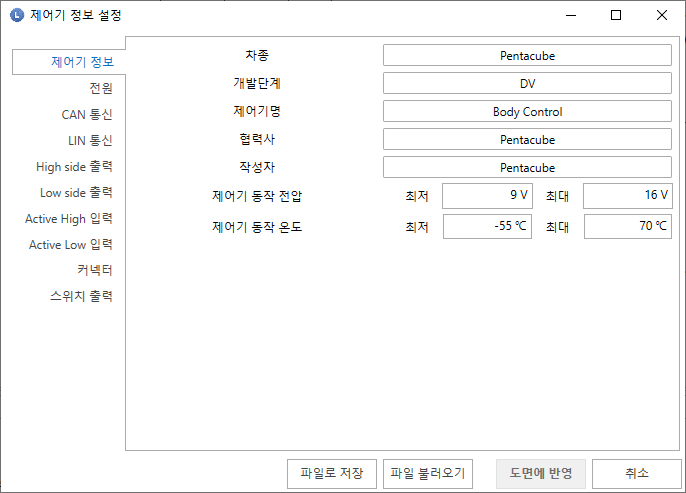 L 제어기 정보 설정
제어기 정보
전원
CAN 통신
LIN 통신
High side 출력
Low side 출력
Active High 입력
Active Low 입력
커넥터
스위치 출력
차종 Pentacube
개발단계 DV
제어기명 Body Control
협력사 Pentacube
작성자 Pentacube
제어기 동작 전압 최저 9 V 최대 16 V
제어기 동작 온도 최저 -55 ℃ 최대 70 ℃
파일로 저장 파일 불러오기 도면에 반영 취소